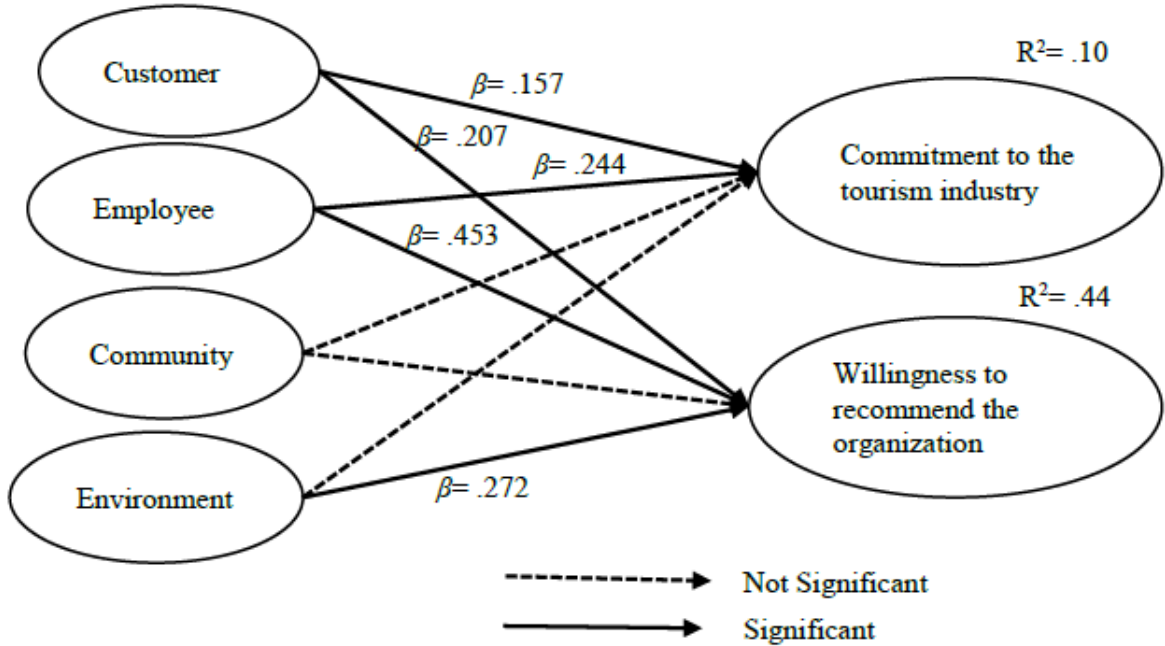 R²= .10
Customer
β= .157
β= .207
Commitment to the
tourism industry
β= .244
Employee
β= .453
R²= .44
Community
Willingness to
recommend the
organization
Environment
β= .272
Not Significant
Significant